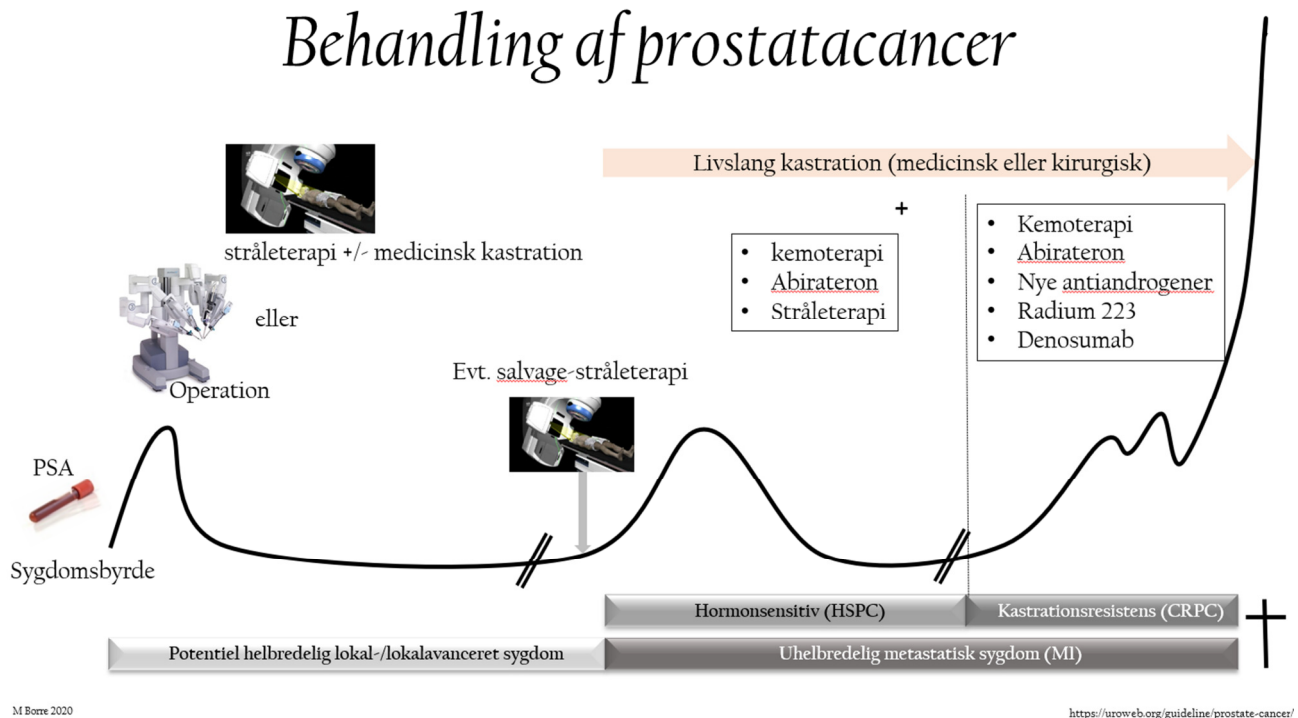 Behandling af prostatacancer
Livslang kastration (medicinsk eller kirurgisk)
+
stråleterapi +/- medicinsk kastration
• kemoterapi
• Abirateron
• Stråleterapi
• Kemoterapi
• Abirateron
• Nye antiandrogener
• Radium 223
• Denosumab
eller
Operation
Evt. salvage-stråleterapi
PSA
Sygdomsbyrde
Hormonsensitiv (HSPC)
Kastrationsresistens (CRPC)
Potentiel helbredelig lokal-/lokalavanceret sygdom
Uhelbredelig metastatisk sygdom (M1)
M Borre 2020
https://uroweb.org/guideline/prostate-cancer/